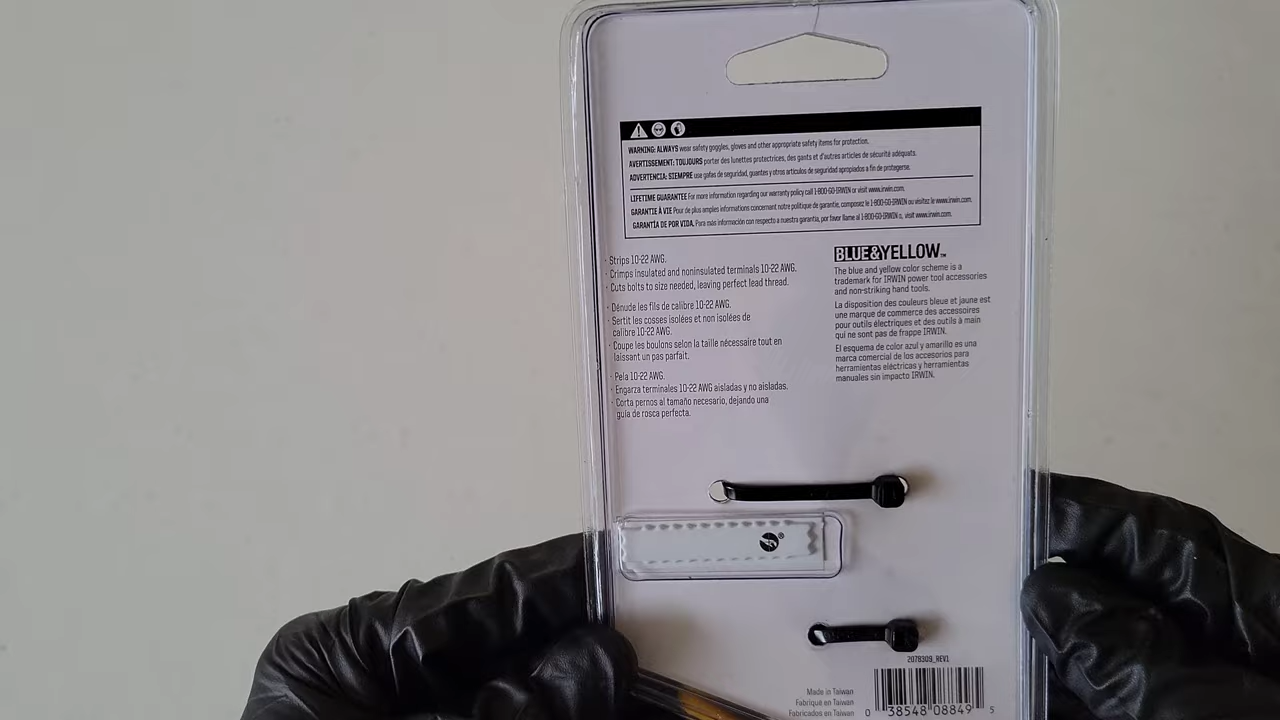 WARNING: ALWAYS wear safety goggles, gloves and other appropriate safety items for protection.
AVERTISSEMENT: TOUJOURS porter des lunettes protectrices, des gants et d'autres articles de sécurité adéquats.
ADVERTENCIA: SIEMPRE use gafas de seguridad, guantes y otros artículos de seguridad apropiados a fin de protegerse.
LIFETIME GUARANTEE For more information regarding our warranty policy call 1-800-GO-IRWIN or visit www.irwin.com.
GARANTIE À VIE Pour de plus amples informations concernant notre politique de garantie, composez le 1-800-GO-IRWIN ou visitez le www.irwin.com.
GARANTÍA DE POR VIDA. Para más información con respecto a nuestra garantía, por favor llame al 1-800-GO-IRWIN o, visit www.irwin.com.
· Strips 10-22 AWG.
· Crimps insulated and noninsulated terminals 10-22 AWG.
· Cuts bolts to size needed, leaving perfect lead thread.
· Dénude les fils de calibre 10-22 AWG.
· Sertit les cosses isolées et non isolées de
calibre 10-22 AWG.
· Coupe les boulons selon la taille nécessaire tout en
laissant un pas parfait.
· Pela 10-22 AWG.
· Engarza terminales 10-22 AWG aisladas y no aisladas.
· Corta pernos al tamaño necesario, dejando una
guía de rosca perfecta.
BLUE&YELLOW™
The blue and yellow color scheme is a
trademark for IRWIN power tool accessories
and non-striking hand tools.
La disposition des couleurs bleue et jaune est
une marque de commerce des accessoires
pour outils électriques et des outils à main
qui ne sont pas de frappe IRWIN.
El esquema de color azul y amarillo es una
marca comercial de los accesorios para
herramientas eléctricas y herramientas
manuales sin impacto IRWIN.
®
2078309_REV1
Made in Taiwan
Fabriqué en Taiwan
Fabricados en Taiwan
0 38548 08849 5